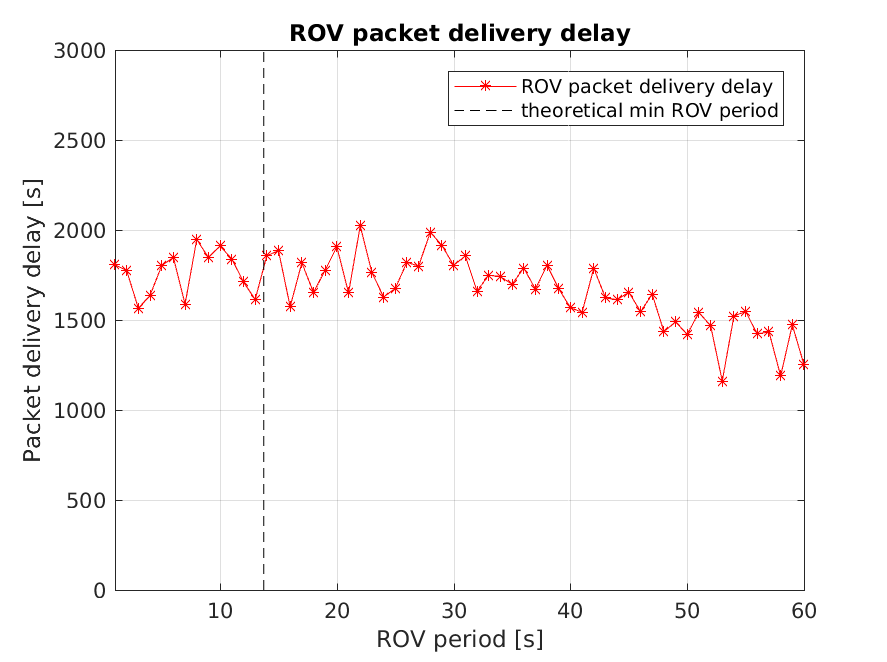 ROV packet delivery delay
3000
2500
2000
1500
1000
500
0
Packet delivery delay [s]
ROV packet delivery delay
theoretical min ROV period
10
20
30
40
50
60
ROV period [s]